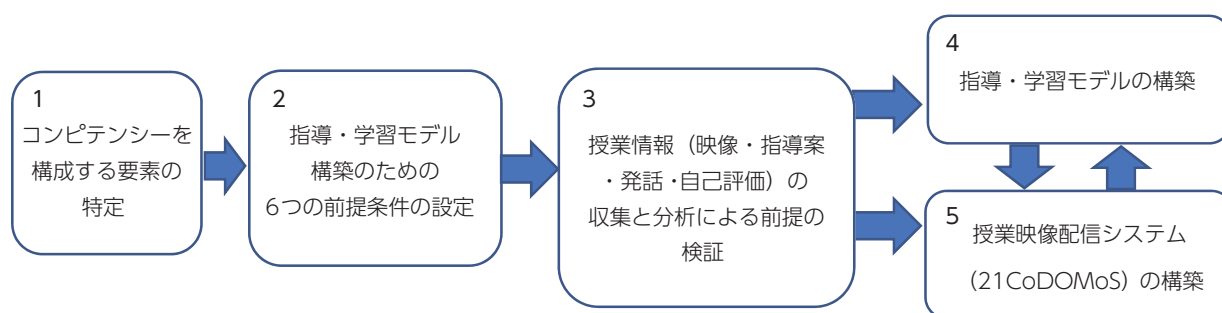 1
コンピテンシーを
構成する要素の
特定
2
指導・学習モデル
構築のための
6つの前提条件の設定
3
授業情報（映像・指導案
・発話・自己評価）の
収集と分析による前提の
検証
4
指導・学習モデルの構築
5
授業映像配信システム
（21CoDOMoS）の構築